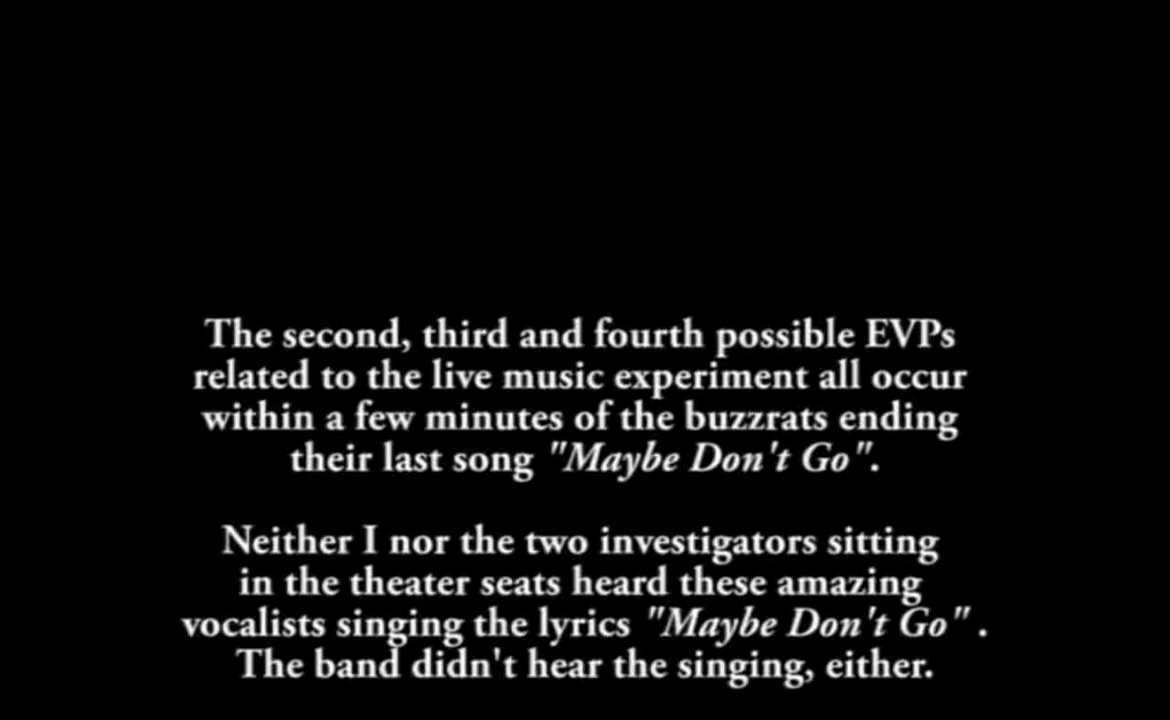 The second, third and fourth possible EVPs
related to the live music experiment all occur
within a few minutes of the buzzrats ending
their last song "Maybe Don't Go".
Neither I nor the two investigators sitting
in the theater seats heard these amazing
vocalists singing the lyrics "Maybe Don't Go" .
The band didn't hear the singing, either.